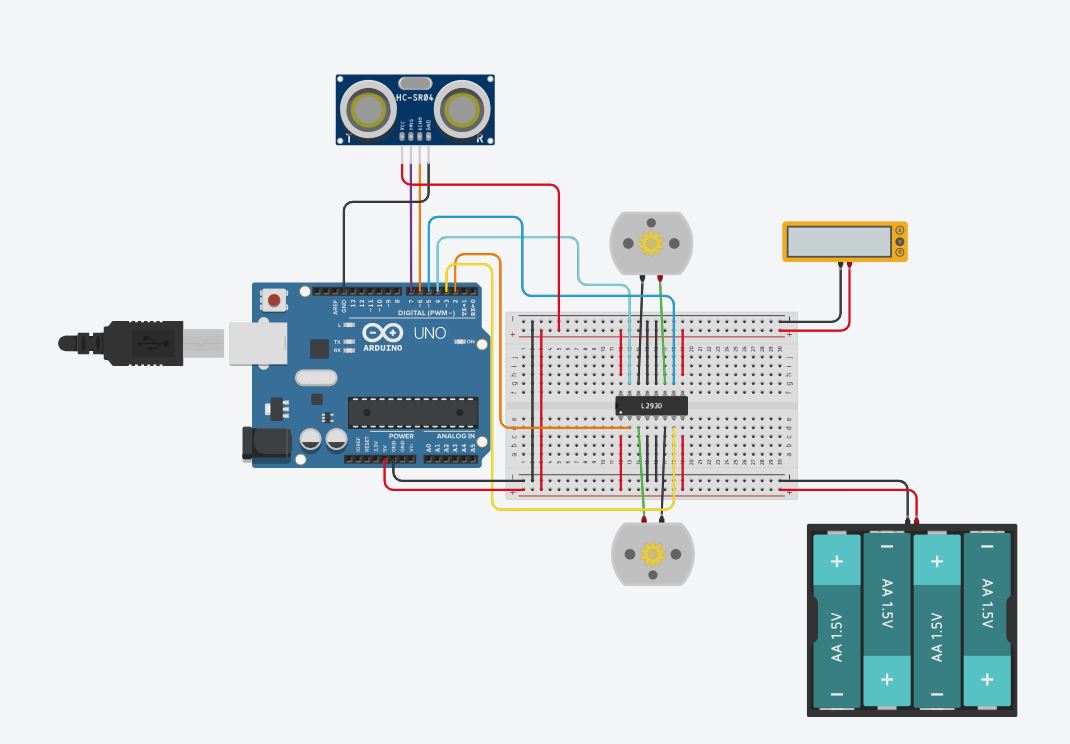 HC-SR04
VCC
TRIG
ECHO
GND
T
R
AREF
GND
13
12
~11
~10
~9
8
7
~6
~5
4
~3
2
TX→1
RX←0
DIGITAL (PWM~)
L
TX
RX
ARDUINO
UNO
ON
POWER
ANALOG IN
IOREF
RESET
3.3V
5V
GND
GND
Vin
A0
A1
A2
A3
A4
A5
L293D
AA 1.5V
AA 1.5V
AA 1.5V
AA 1.5V